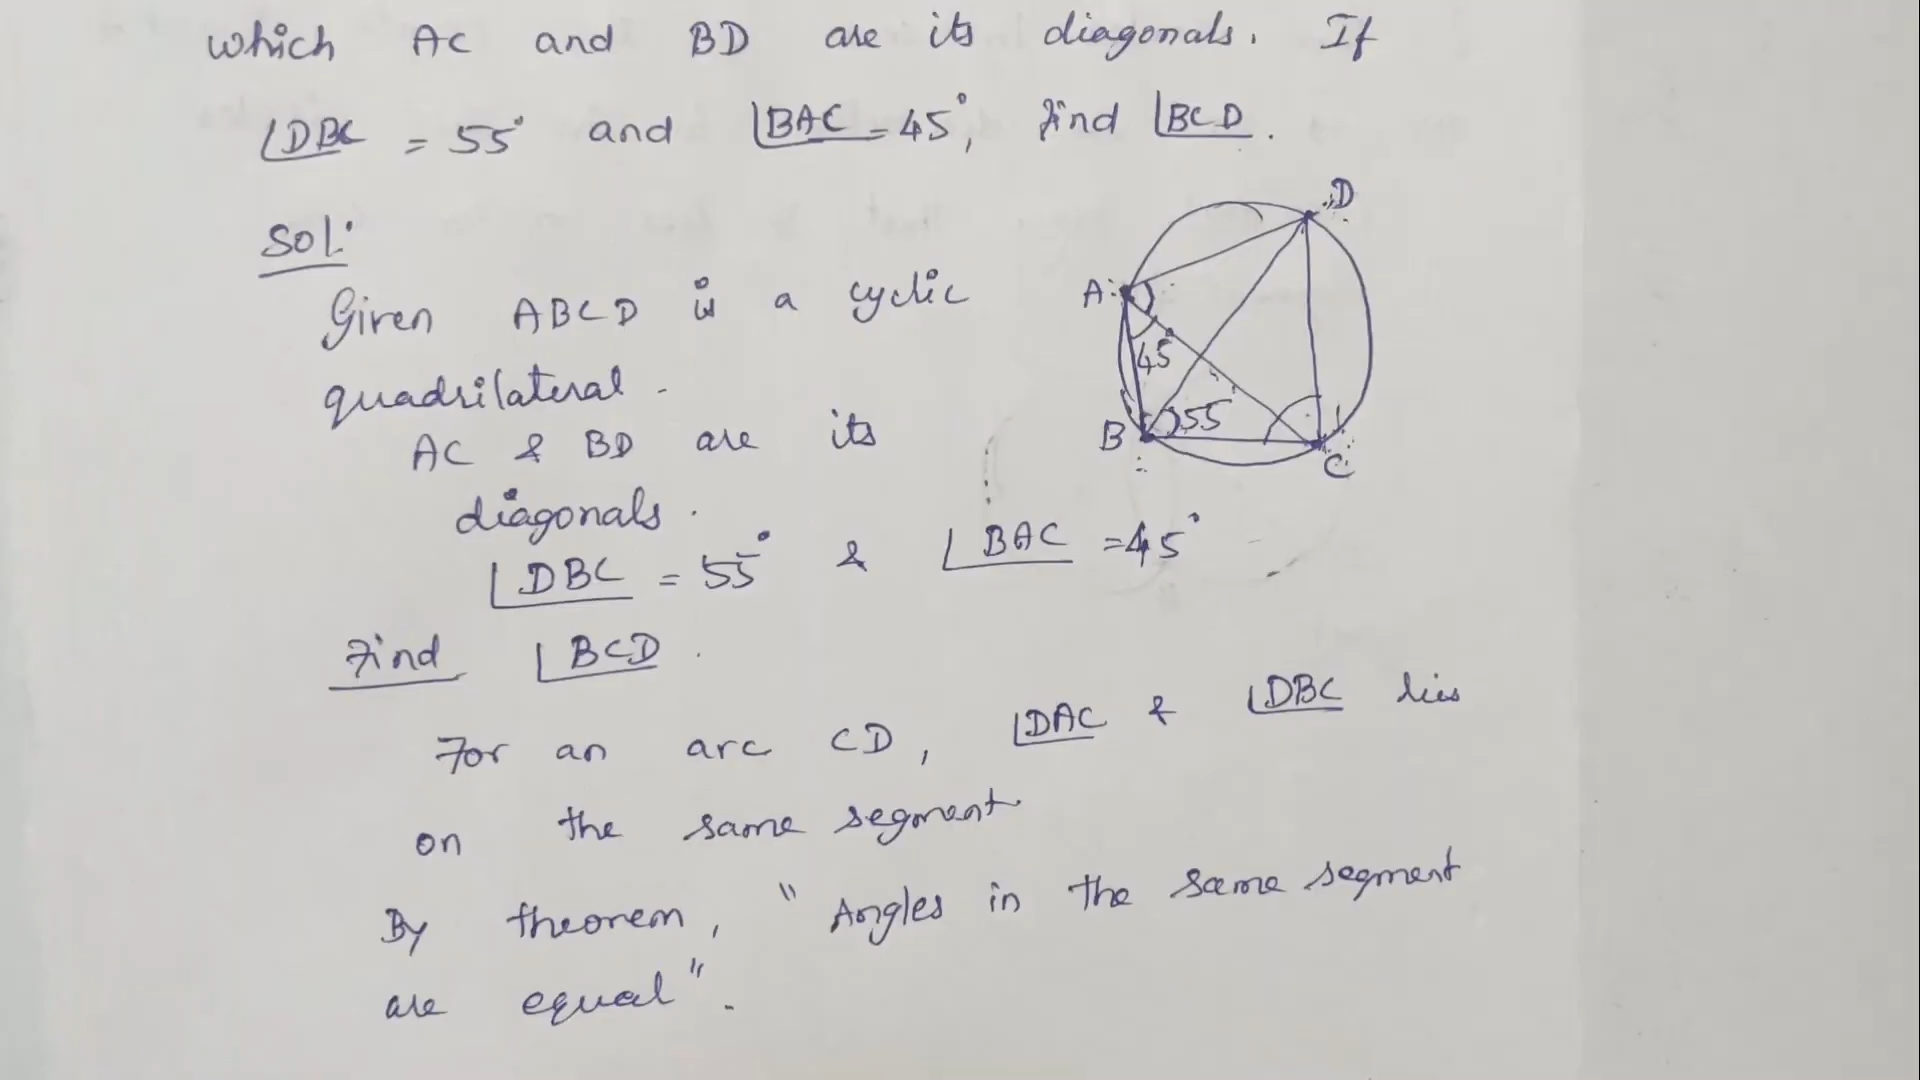 which AC and BD are its diagonals. If
∠DBC = 55° and ∠BAC = 45°, find ∠BCD.
Sol:
Given ABCD is a cyclic
quadrilateral.
AC & BD are its
diagonals.
∠DBC = 55° & ∠BAC = 45°
Find ∠BCD.
For an arc CD, ∠DAC & ∠DBC lies
on the same segment
By theorem, "Angles in the same segment
are equal".
D
A
45°
B
55°
C